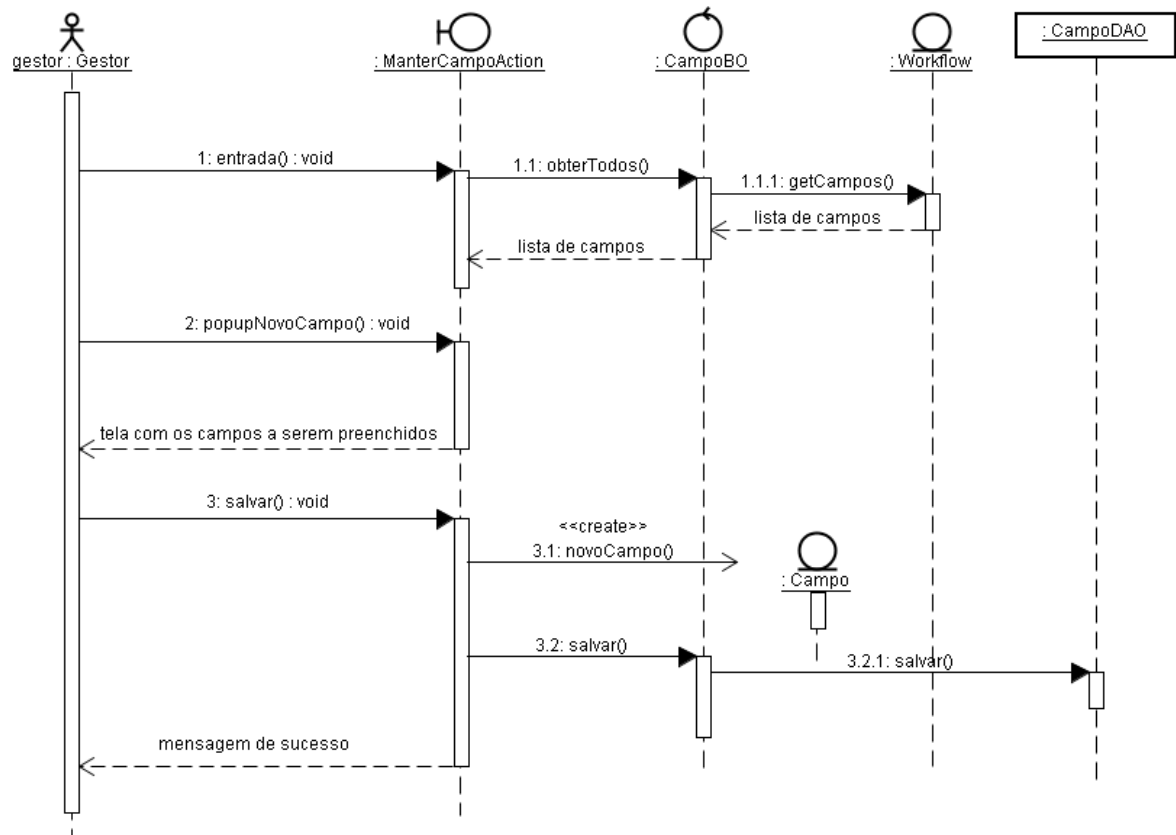 gestor : Gestor
: ManterCampoAction
: CampoBO
: Workflow
: CampoDAO
1: entrada() : void
1.1: obterTodos()
1.1.1: getCampos()
lista de campos
lista de campos
2: popupNovoCampo() : void
tela com os campos a serem preenchidos
3: salvar() : void
<<create>>
3.1: novoCampo()
: Campo
3.2: salvar()
3.2.1: salvar()
mensagem de sucesso